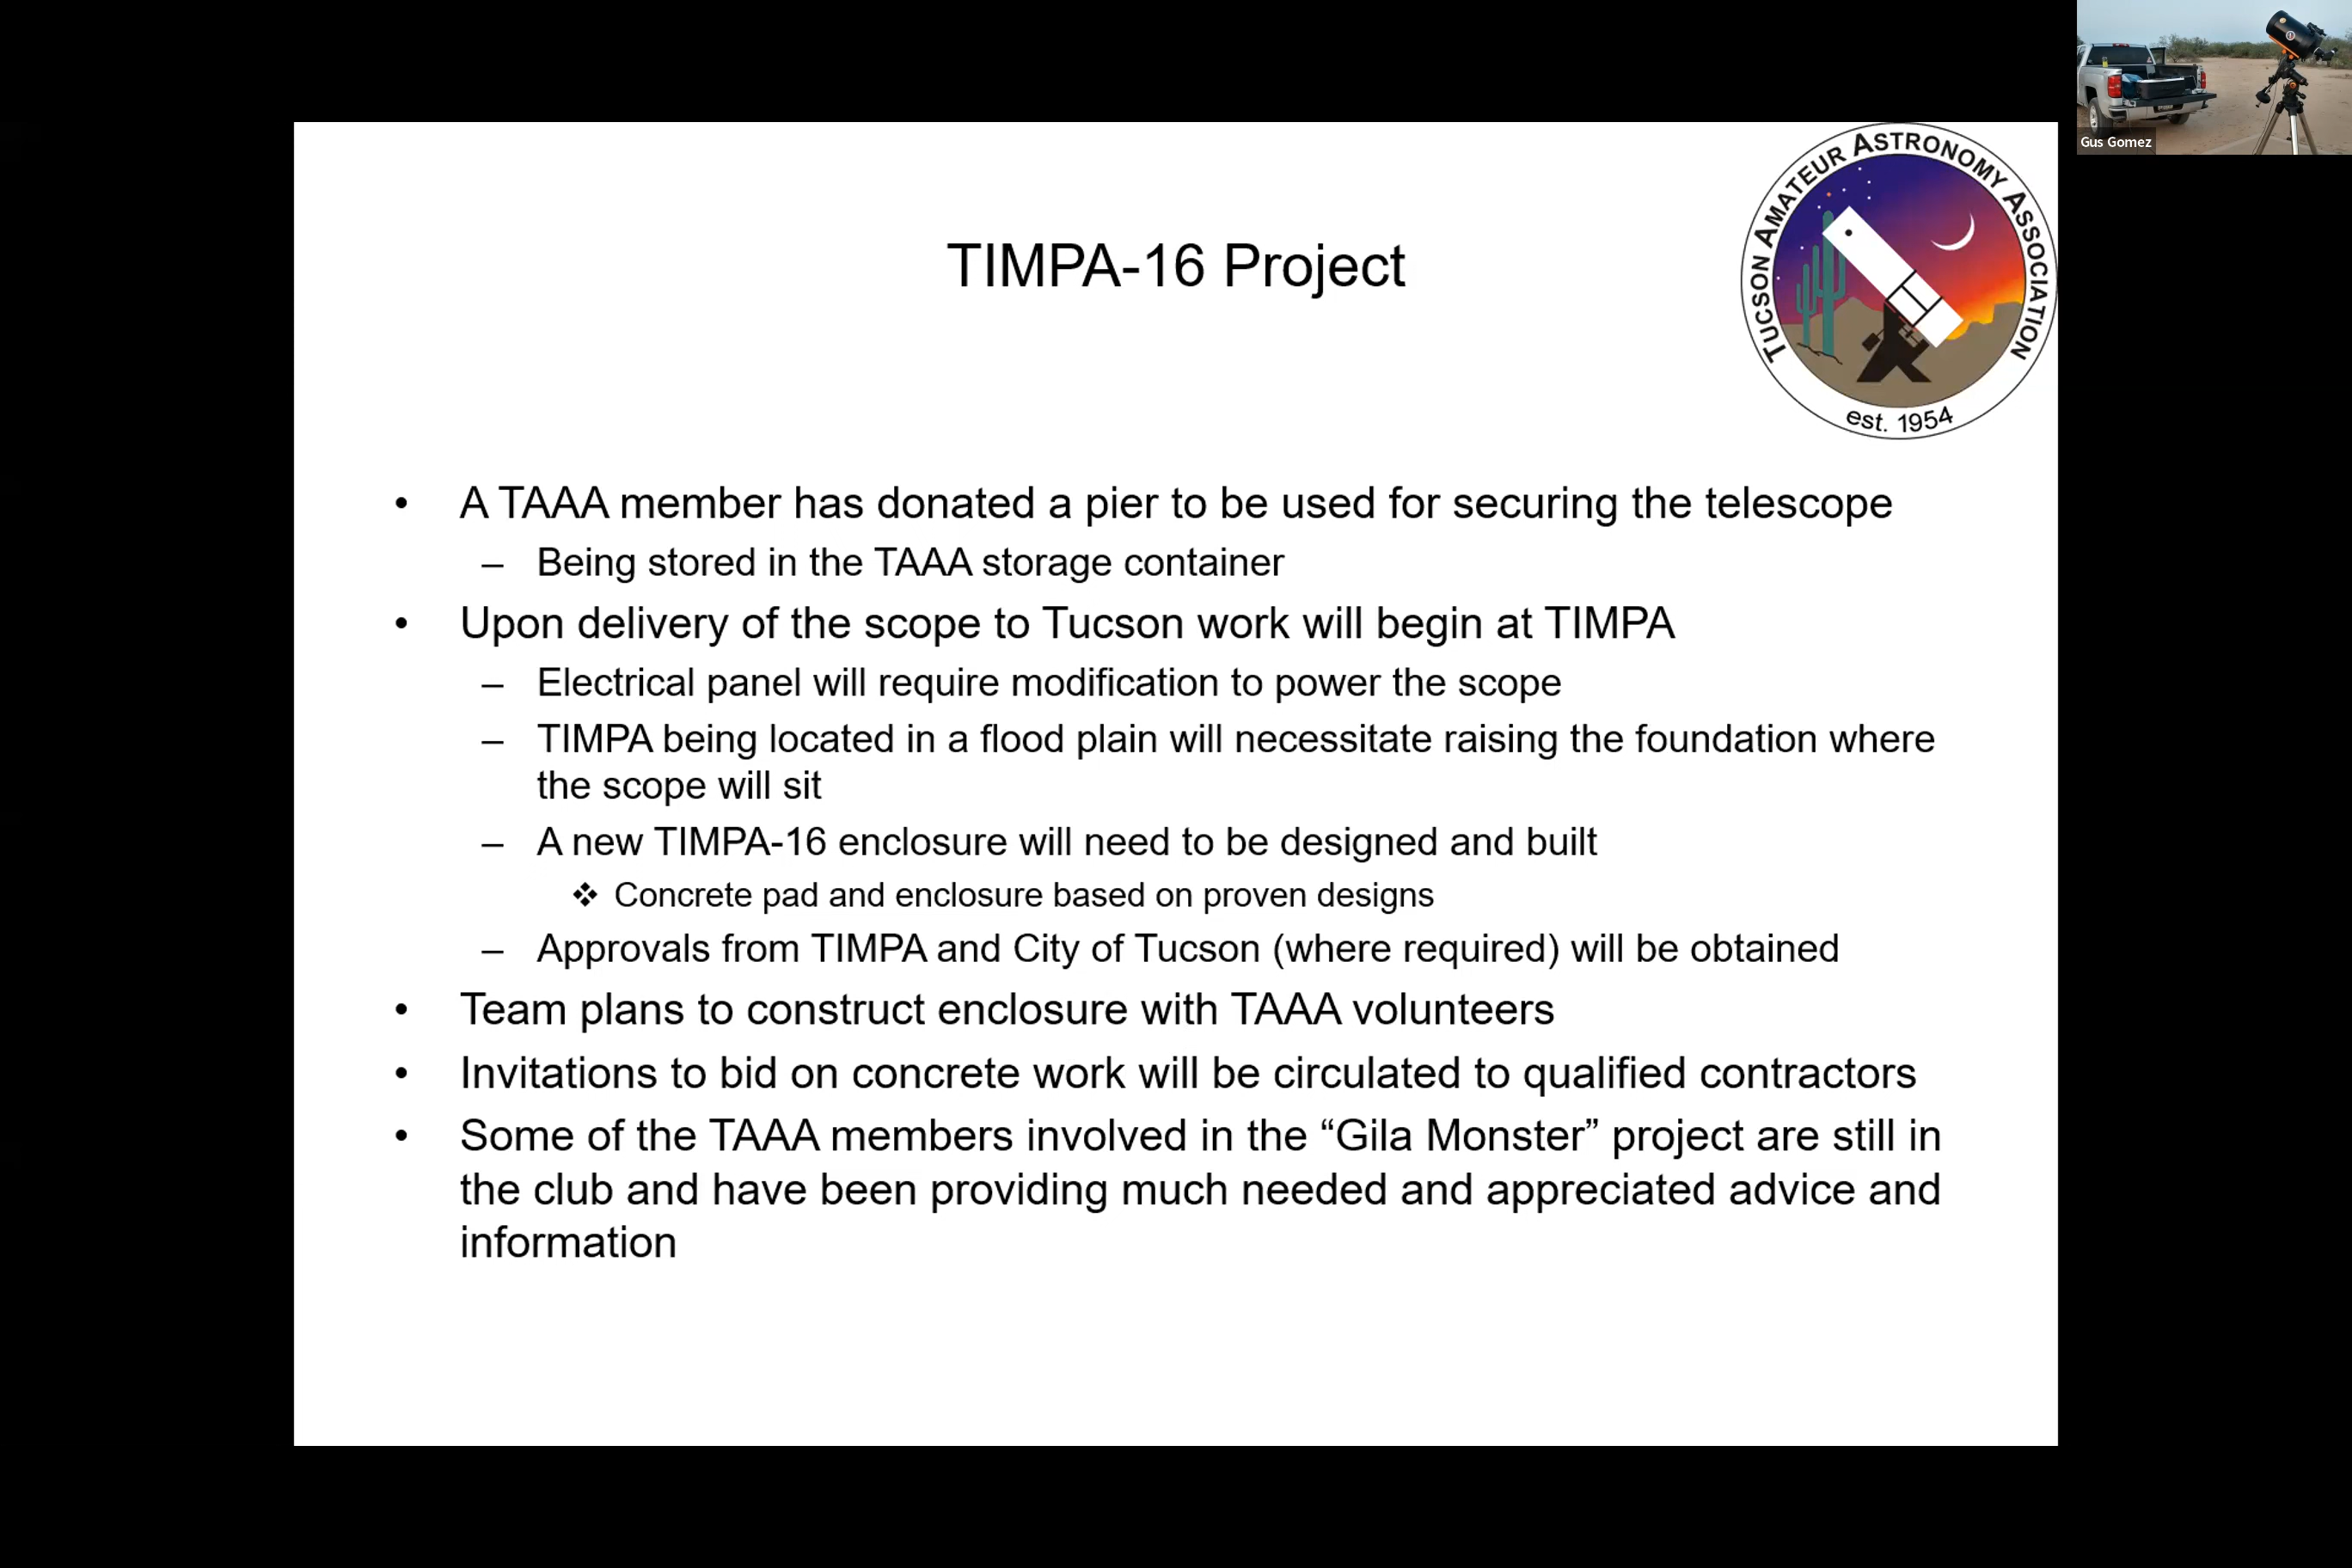 Gus Gomez
TUCSON AMATEUR ASTRONOMY ASSOCIATION
est. 1954
TIMPA-16 Project
• A TAAA member has donated a pier to be used for securing the telescope
– Being stored in the TAAA storage container
• Upon delivery of the scope to Tucson work will begin at TIMPA
– Electrical panel will require modification to power the scope
– TIMPA being located in a flood plain will necessitate raising the foundation where
the scope will sit
– A new TIMPA-16 enclosure will need to be designed and built
❖ Concrete pad and enclosure based on proven designs
– Approvals from TIMPA and City of Tucson (where required) will be obtained
• Team plans to construct enclosure with TAAA volunteers
• Invitations to bid on concrete work will be circulated to qualified contractors
• Some of the TAAA members involved in the “Gila Monster” project are still in
the club and have been providing much needed and appreciated advice and
information